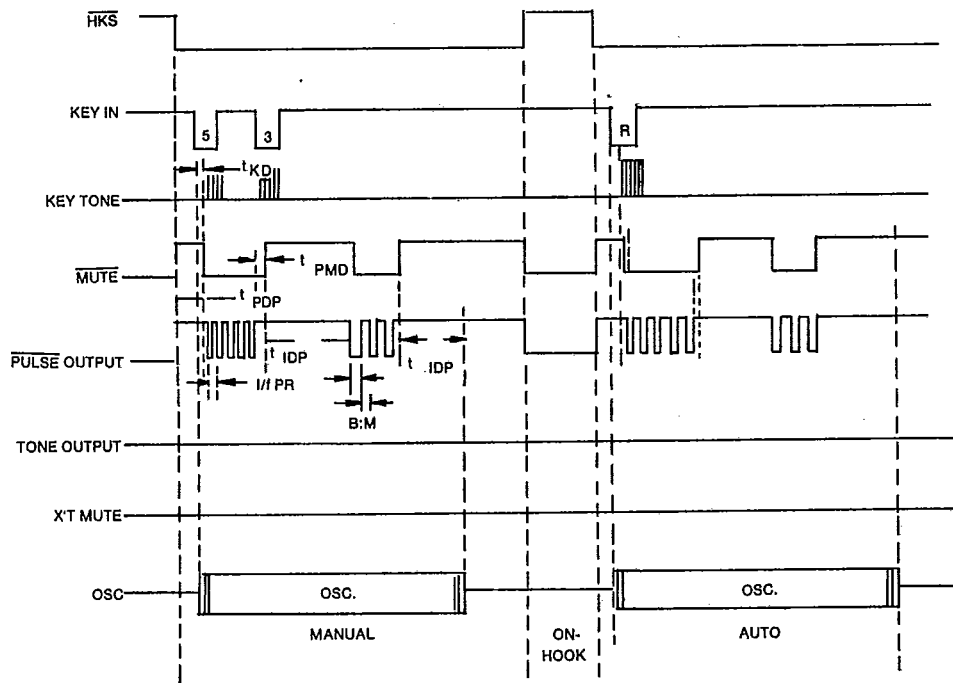 HKS
KEY IN
5
3
R
t KD
KEY TONE
t PMD
MUTE
t PDP
t IDP
t IDP
PULSE OUTPUT
I/f PR
B:M
TONE OUTPUT
X'T MUTE
OSC
OSC.
OSC.
MANUAL
ON-
HOOK
AUTO